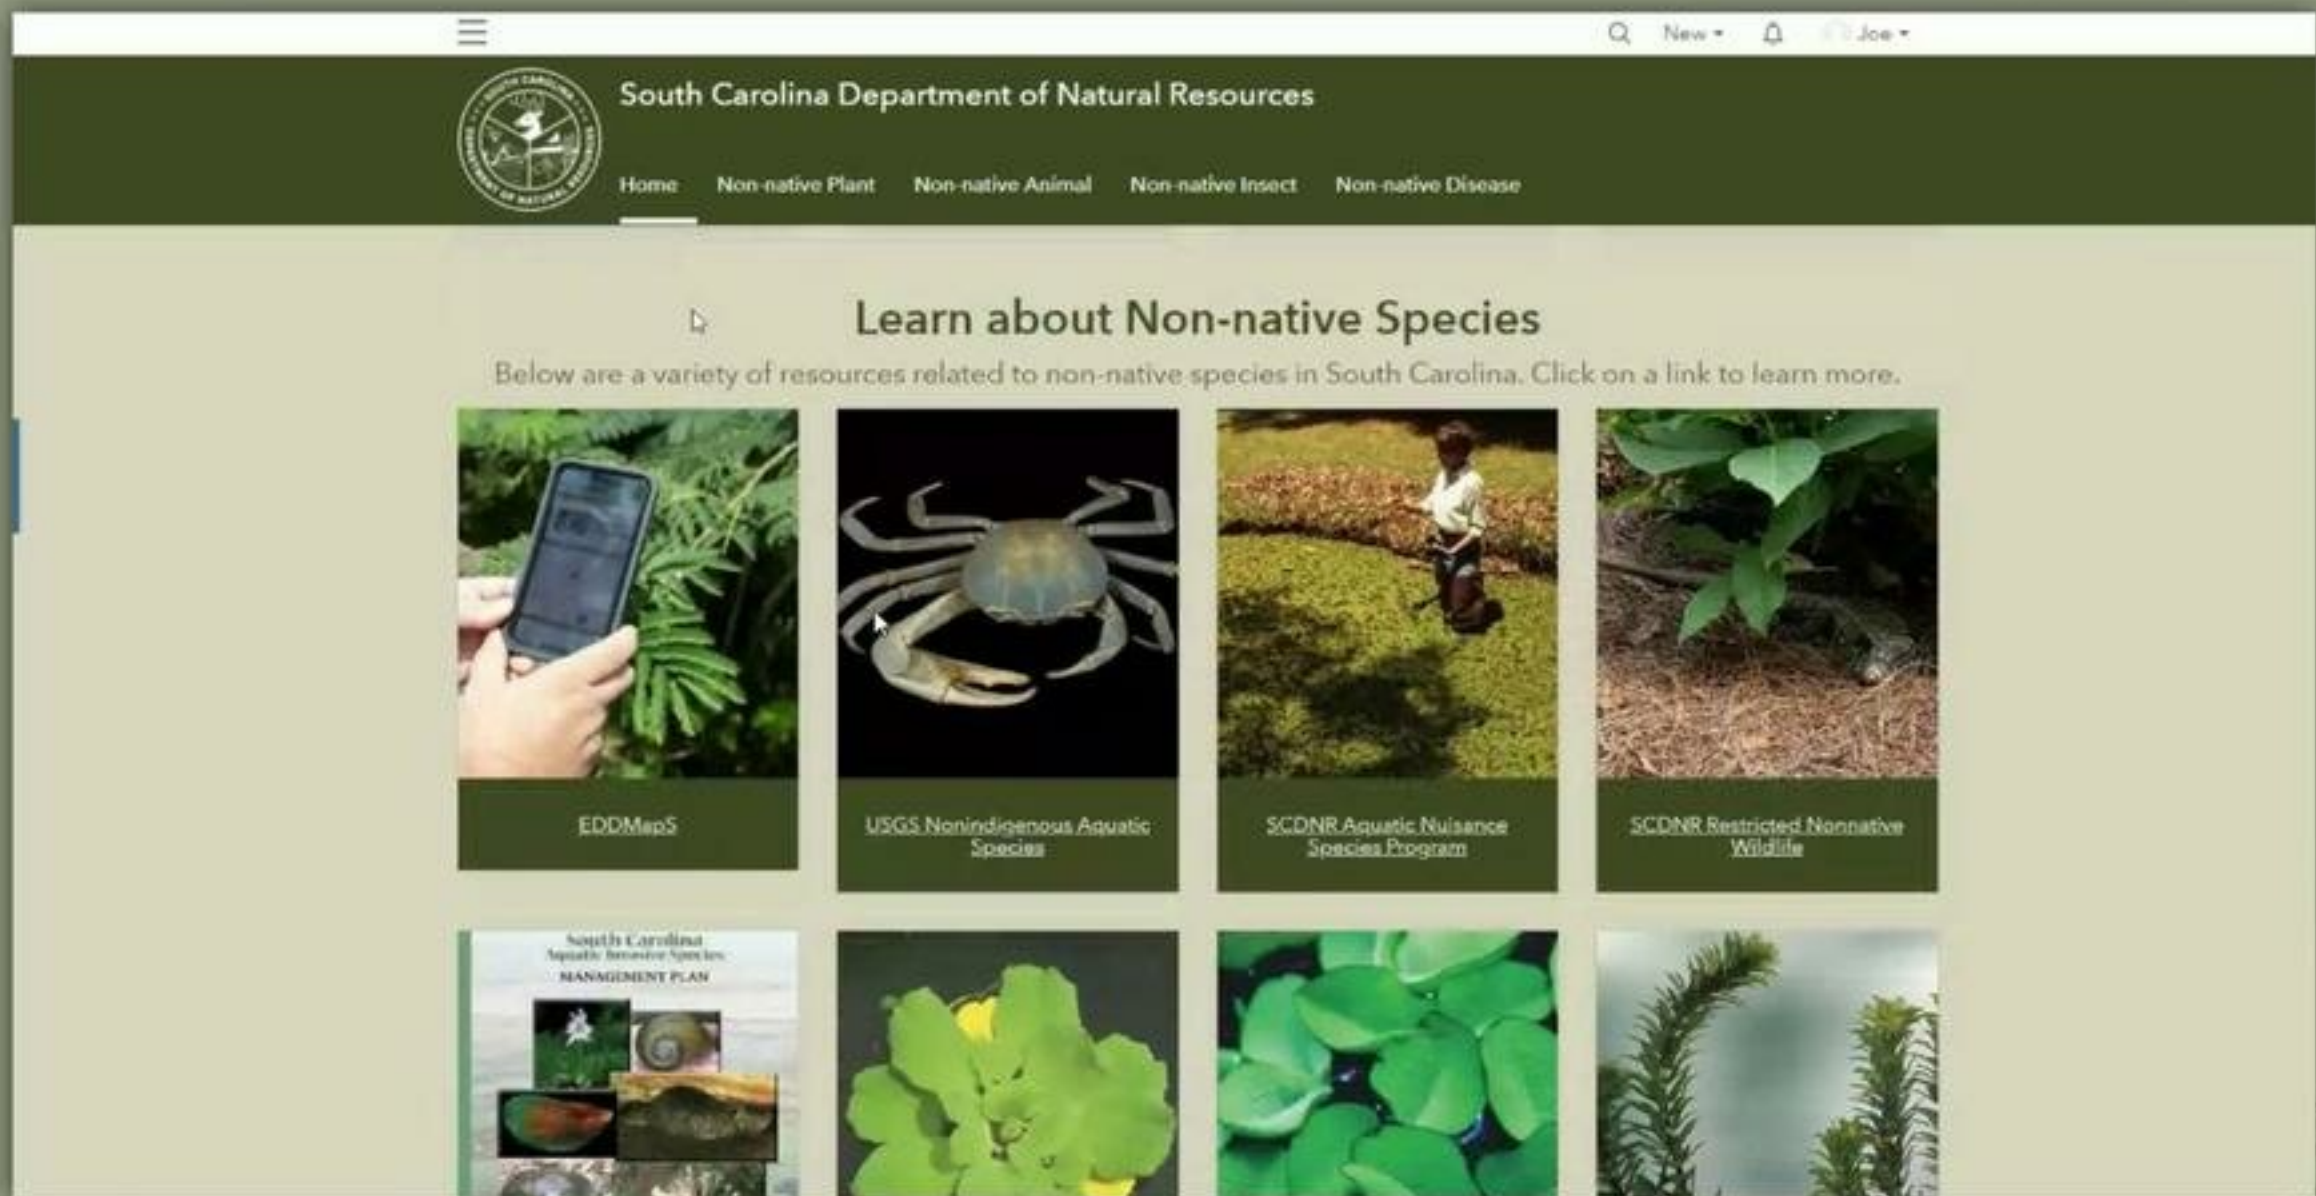 New
Joe
South Carolina Department of Natural Resources
Home
Non-native Plant
Non-native Animal
Non-native Insect
Non-native Disease
Learn about Non-native Species
Below are a variety of resources related to non-native species in South Carolina. Click on a link to learn more.
EDDMapS
USGS Nonindigenous Aquatic
Species
SCDNR Aquatic Nuisance
Species Program
SCDNR Restricted Nonnative
Wildlife
South Carolina
Aquatic Invasive Species
MANAGEMENT PLAN